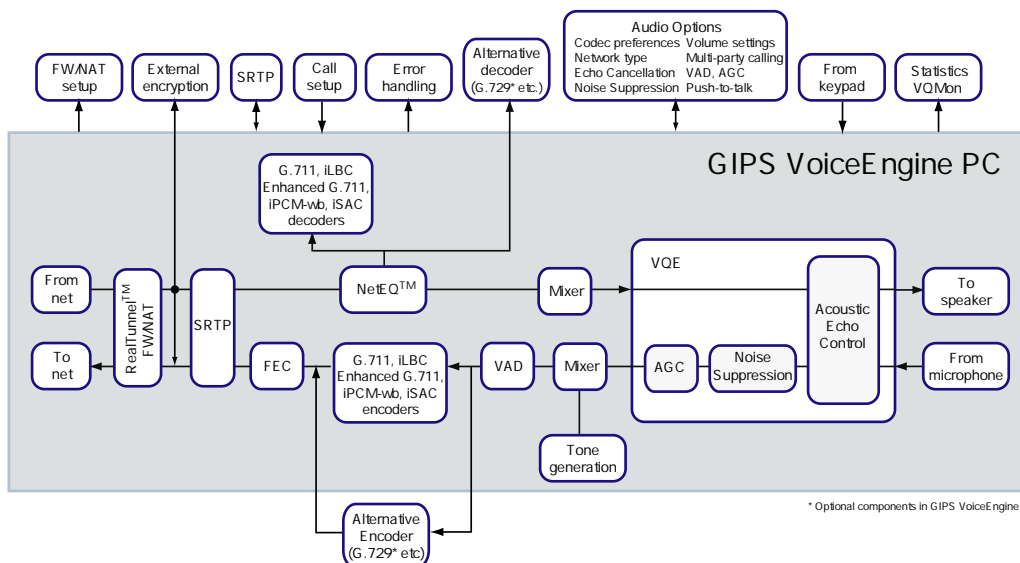 FW/NAT
setup
External
encryption
SRTP
Call
setup
Error
handling
Alternative
decoder
(G.729* etc.)
Audio Options
Codec preferences Volume settings
Network type Multi-party calling
Echo Cancellation VAD, AGC
Noise Suppression Push-to-talk
From
keypad
Statistics
VQMon
GIPS VoiceEngine PC
G.711, iLBC
Enhanced G.711,
iPCM-wb, iSAC
decoders
From
net
RealTunnel™
FW/NAT
SRTP
NetEQ™
Mixer
VQE
Acoustic
Echo
Control
To
speaker
To
net
FEC
G.711, iLBC
Enhanced G.711,
iPCM-wb, iSAC
encoders
VAD
Mixer
AGC
Noise
Suppression
From
microphone
Tone
generation
* Optional components in GIPS VoiceEngine
Alternative
Encoder
(G.729* etc)